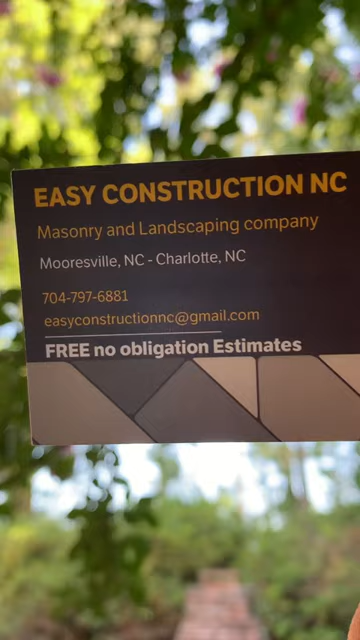 EASY CONSTRUCTION NC
Masonry and Landscaping company
Mooresville, NC - Charlotte, NC
704-797-6881
easyconstructionnc@gmail.com
FREE no obligation Estimates